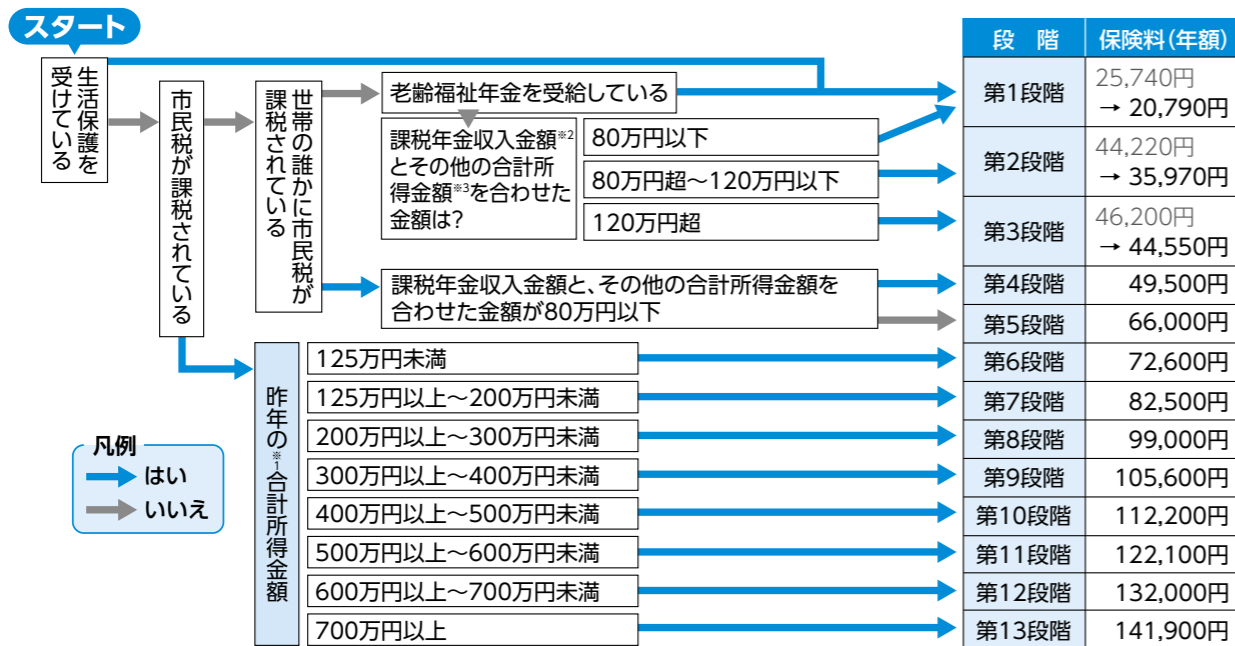 スタート
生活保護を
受けている
市民税が課税されている
世帯の誰かに市民税が
課税されている
老齢福祉年金を受給している
課税年金収入金額※2
とその他の合計所
得金額※3を合わせた
金額は?
80万円以下
80万円超～120万円以下
120万円超
課税年金収入金額と、その他の合計所得金額を
合わせた金額が80万円以下
昨年の※1合計所得金額
125万円未満
125万円以上～200万円未満
200万円以上～300万円未満
300万円以上～400万円未満
400万円以上～500万円未満
500万円以上～600万円未満
600万円以上～700万円未満
700万円以上
凡例
はい
いいえ
段 階 保険料(年額)
第1段階 25,740円
→ 20,790円
第2段階 44,220円
→ 35,970円
第3段階 46,200円
→ 44,550円
第4段階 49,500円
第5段階 66,000円
第6段階 72,600円
第7段階 82,500円
第8段階 99,000円
第9段階 105,600円
第10段階 112,200円
第11段階 122,100円
第12段階 132,000円
第13段階 141,900円